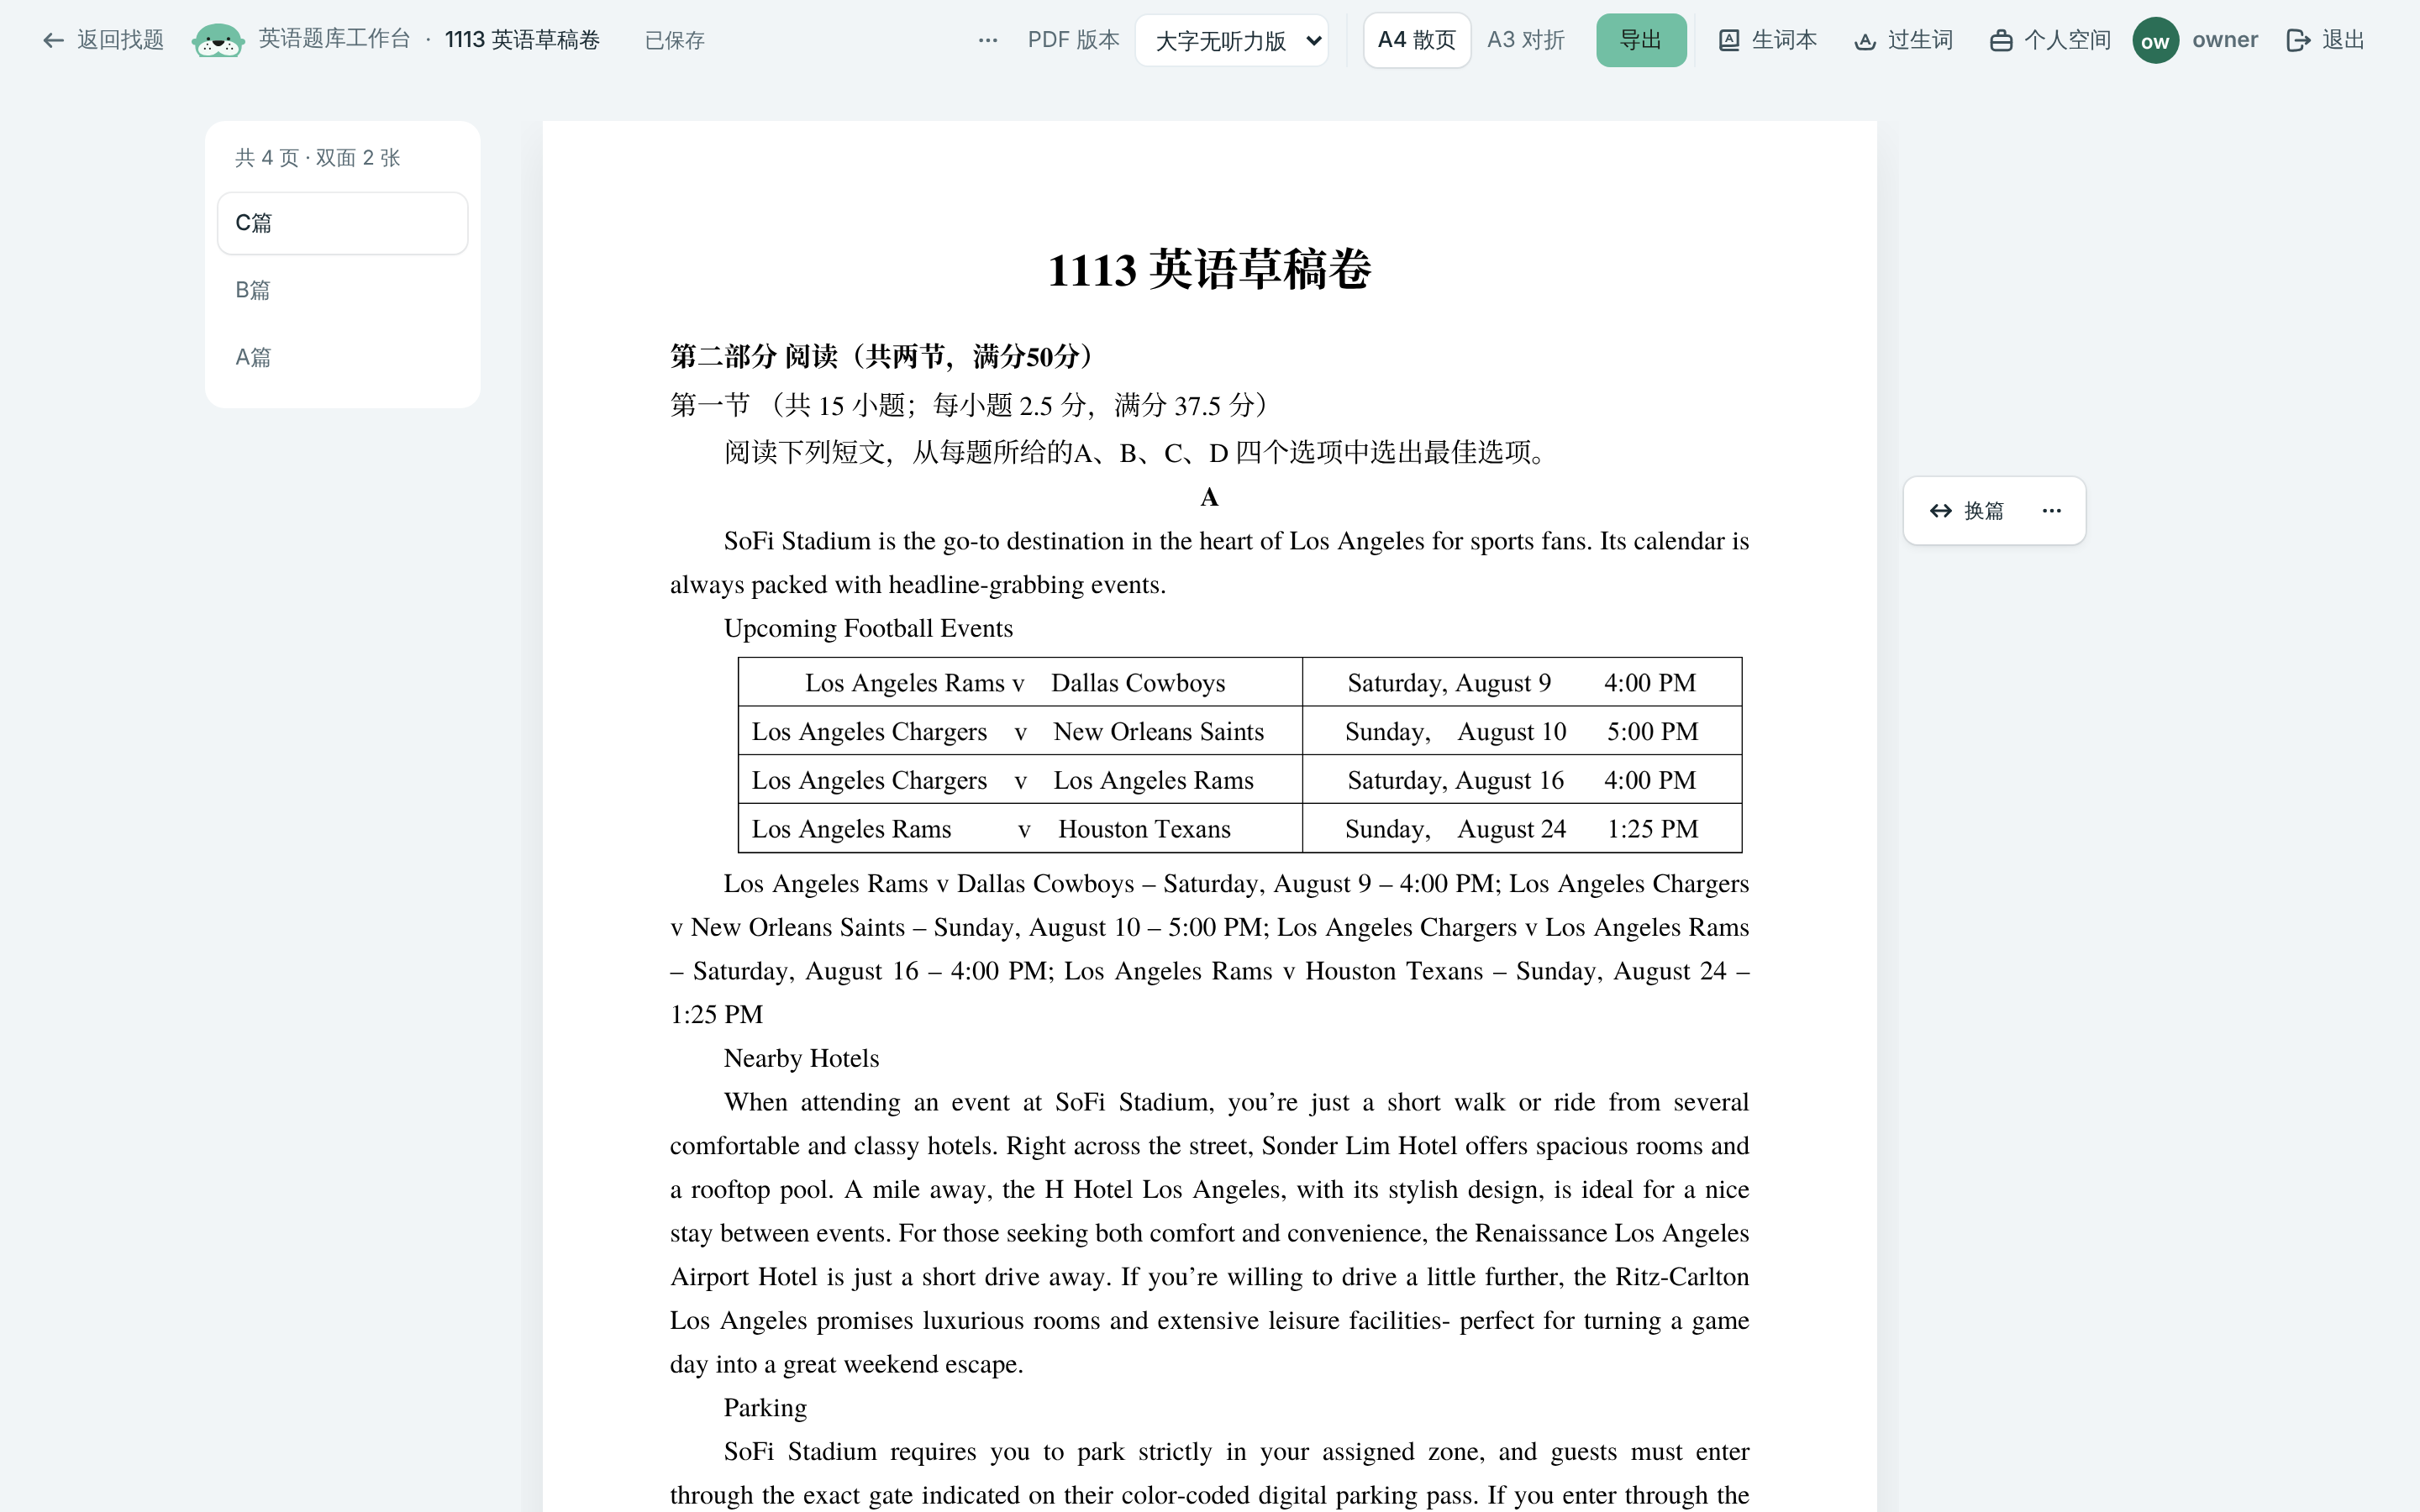 返回找题 英语题库工作台 · 1113 英语草稿卷 已保存 ··· PDF 版本 大字无听力版 A4 散页 A3 对折 导出 生词本 过生词 个人空间 ow owner 退出
共 4 页 · 双面 2 张
C篇
B篇
A篇
1113 英语草稿卷
第二部分 阅读（共两节，满分50分）
第一节 （共 15 小题；每小题 2.5 分，满分 37.5 分）
阅读下列短文，从每题所给的A、B、C、D 四个选项中选出最佳选项。
A
换篇 ···
SoFi Stadium is the go-to destination in the heart of Los Angeles for sports fans. Its calendar is
always packed with headline-grabbing events.
Upcoming Football Events
Los Angeles Rams v Dallas Cowboys Saturday, August 9 4:00 PM
Los Angeles Chargers v New Orleans Saints Sunday, August 10 5:00 PM
Los Angeles Chargers v Los Angeles Rams Saturday, August 16 4:00 PM
Los Angeles Rams v Houston Texans Sunday, August 24 1:25 PM
Los Angeles Rams v Dallas Cowboys – Saturday, August 9 – 4:00 PM; Los Angeles Chargers
v New Orleans Saints – Sunday, August 10 – 5:00 PM; Los Angeles Chargers v Los Angeles Rams
– Saturday, August 16 – 4:00 PM; Los Angeles Rams v Houston Texans – Sunday, August 24 –
1:25 PM
Nearby Hotels
When attending an event at SoFi Stadium, you’re just a short walk or ride from several
comfortable and classy hotels. Right across the street, Sonder Lim Hotel offers spacious rooms and
a rooftop pool. A mile away, the H Hotel Los Angeles, with its stylish design, is ideal for a nice
stay between events. For those seeking both comfort and convenience, the Renaissance Los Angeles
Airport Hotel is just a short drive away. If you’re willing to drive a little further, the Ritz-Carlton
Los Angeles promises luxurious rooms and extensive leisure facilities- perfect for turning a game
day into a great weekend escape.
Parking
SoFi Stadium requires you to park strictly in your assigned zone, and guests must enter
through the exact gate indicated on their color-coded digital parking pass. If you enter through the